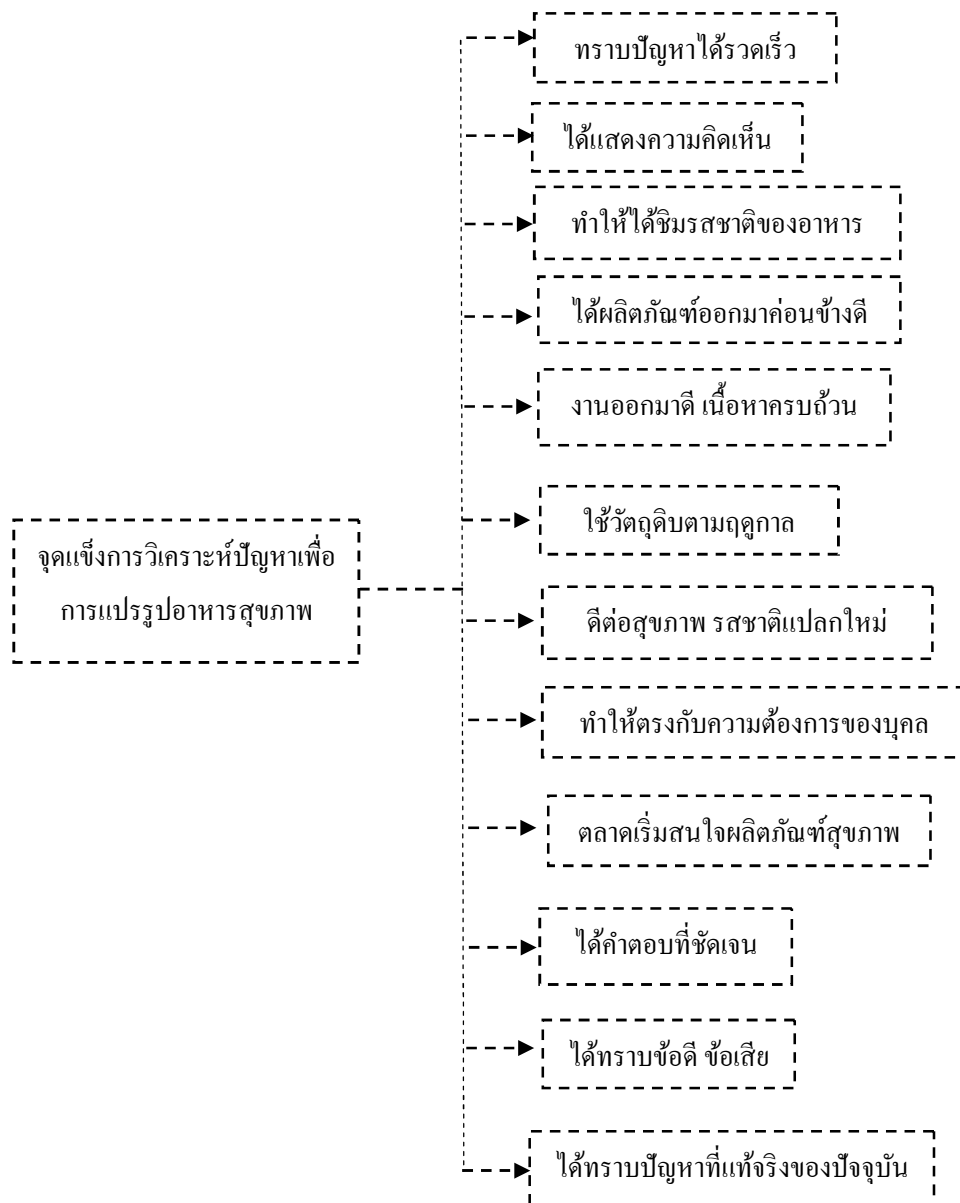 ทราบปัญหาได้รวดเร็ว
ได้แสดงความคิดเห็น
ทำให้ได้ชิมรสชาติของอาหาร
ได้ผลิตภัณฑ์ออกมาค่อนข้างดี
งานออกมาดี เนื้อหาครบถ้วน
ใช้วัตถุดิบตามฤดูกาล
จุดแข็งการวิเคราะห์ปัญหาเพื่อ
การแปรรูปอาหารสุขภาพ
ดีต่อสุขภาพ รสชาติแปลกใหม่
ทำให้ตรงกับความต้องการของบุคล
ตลาดเริ่มสนใจผลิตภัณฑ์สุขภาพ
ได้คำตอบที่ชัดเจน
ได้ทราบข้อดี ข้อเสีย
ได้ทราบปัญหาที่แท้จริงของปัจจุบัน